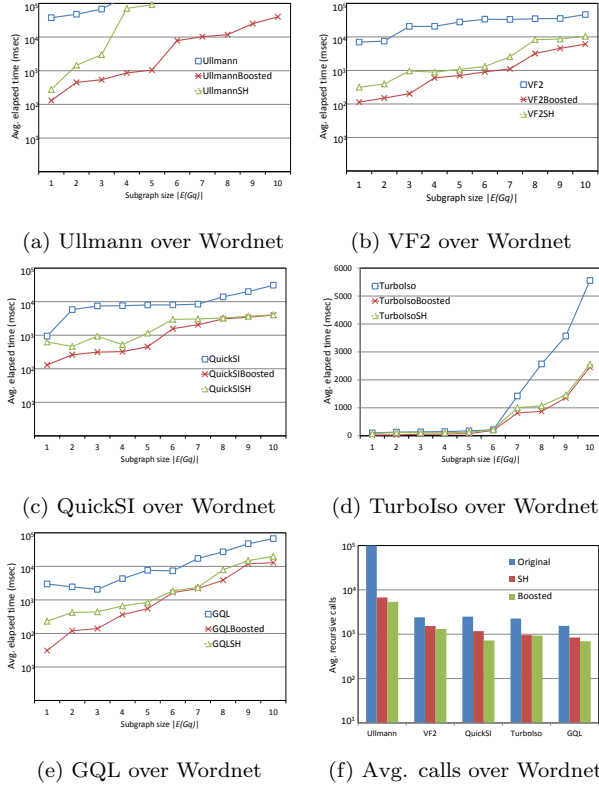 10^5
10^4
10^3
10^2
10^1
Avg. elapsed time (msec)
Ullmann
UllmannBoosted
UllmannSH
1 2 3 4 5 6 7 8 9 10
Subgraph size |E(Gq)|
(a) Ullmann over Wordnet
10^5
10^4
10^3
10^2
10^1
Avg. elapsed time (msec)
VF2
VF2Boosted
VF2SH
1 2 3 4 5 6 7 8 9 10
Subgraph size |E(Gq)|
(b) VF2 over Wordnet
10^5
10^4
10^3
10^2
10^1
Avg. elapsed time (msec)
QuickSI
QuickSIBoosted
QuickSISH
1 2 3 4 5 6 7 8 9 10
Subgraph size |E(Gq)|
(c) QuickSI over Wordnet
6000
5000
4000
3000
2000
1000
0
Avg. elapsed time (msec)
TurboIso
TurboIsoBoosted
TurboIsoSH
1 2 3 4 5 6 7 8 9 10
Subgraph size |E(Gq)|
(d) TurboIso over Wordnet
10^5
10^4
10^3
10^2
10^1
Avg. elapsed time (msec)
GQL
GQLBoosted
GQLSH
1 2 3 4 5 6 7 8 9 10
Subgraph size |E(Gq)|
(e) GQL over Wordnet
10^5
10^4
10^3
10^2
10^1
Avg. recursive calls
Original
SH
Boosted
Ullmann VF2 QuickSI TurboIso GQL
(f) Avg. calls over Wordnet